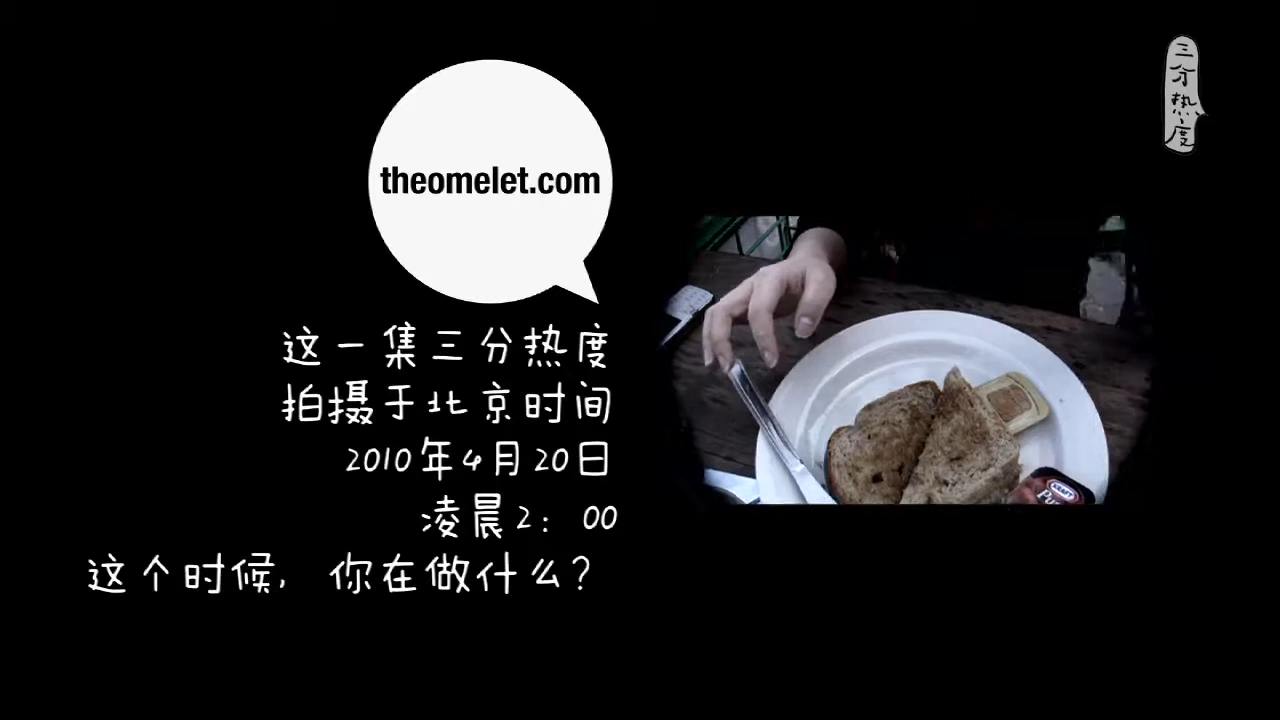 theomelet.com
这一集三分热度
拍摄于北京时间
2010年4月20日
凌晨2：00
这个时候，你在做什么？
三分热度
KRAFT